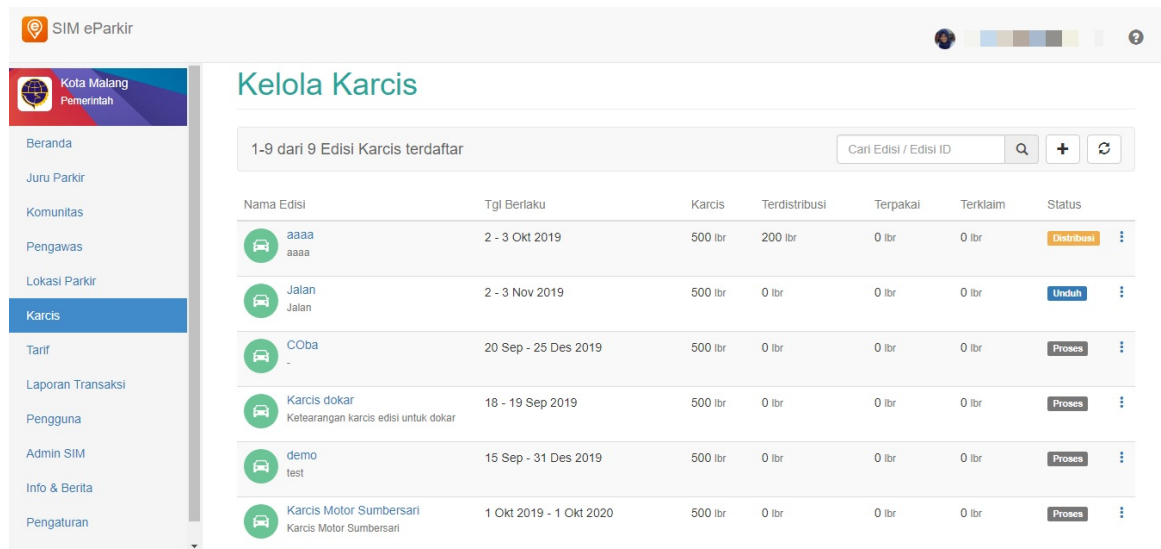 SIM eParkir
Kota Malang
Pemerintah
Beranda
Juru Parkir
Komunitas
Pengawas
Lokasi Parkir
Karcis
Tarif
Laporan Transaksi
Pengguna
Admin SIM
Info & Berita
Pengaturan
Kelola Karcis
1-9 dari 9 Edisi Karcis terdaftar
Cari Edisi / Edisi ID
Nama Edisi Tgl Berlaku Karcis Terdistribusi Terpakai Terklaim Status
aaaa 2 - 3 Okt 2019 500 lbr 200 lbr 0 lbr 0 lbr Distribusi
aaaa
Jalan 2 - 3 Nov 2019 500 lbr 0 lbr 0 lbr 0 lbr Unduh
Jalan
COba 20 Sep - 25 Des 2019 500 lbr 0 lbr 0 lbr 0 lbr Proses
-
Karcis dokar 18 - 19 Sep 2019 500 lbr 0 lbr 0 lbr 0 lbr Proses
Ketearangan karcis edisi untuk dokar
demo 15 Sep - 31 Des 2019 500 lbr 0 lbr 0 lbr 0 lbr Proses
test
Karcis Motor Sumbersari 1 Okt 2019 - 1 Okt 2020 500 lbr 0 lbr 0 lbr 0 lbr Proses
Karcis Motor Sumbersari